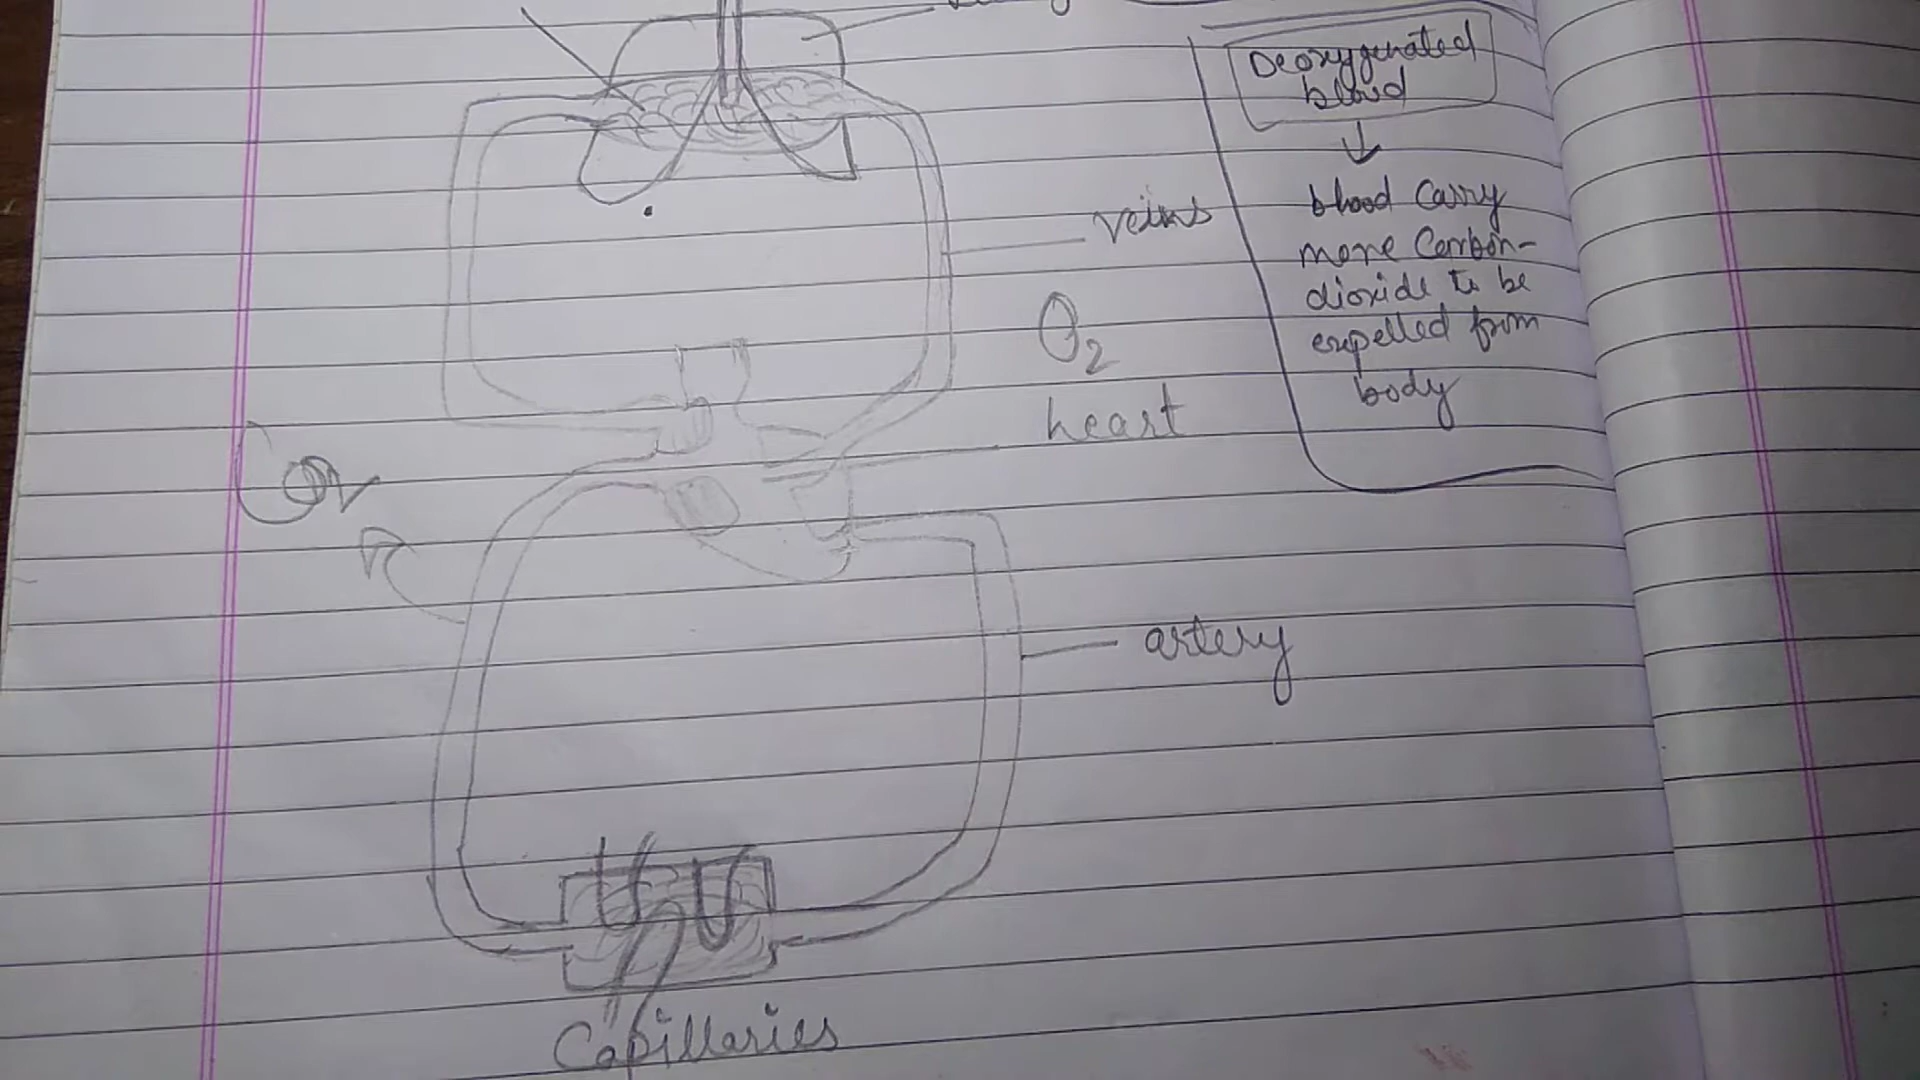 Deoxygenated
blood
blood carry
more Carbon-
dioxide to be
expelled from
body
veins
O2
heart
artery
Capillaries